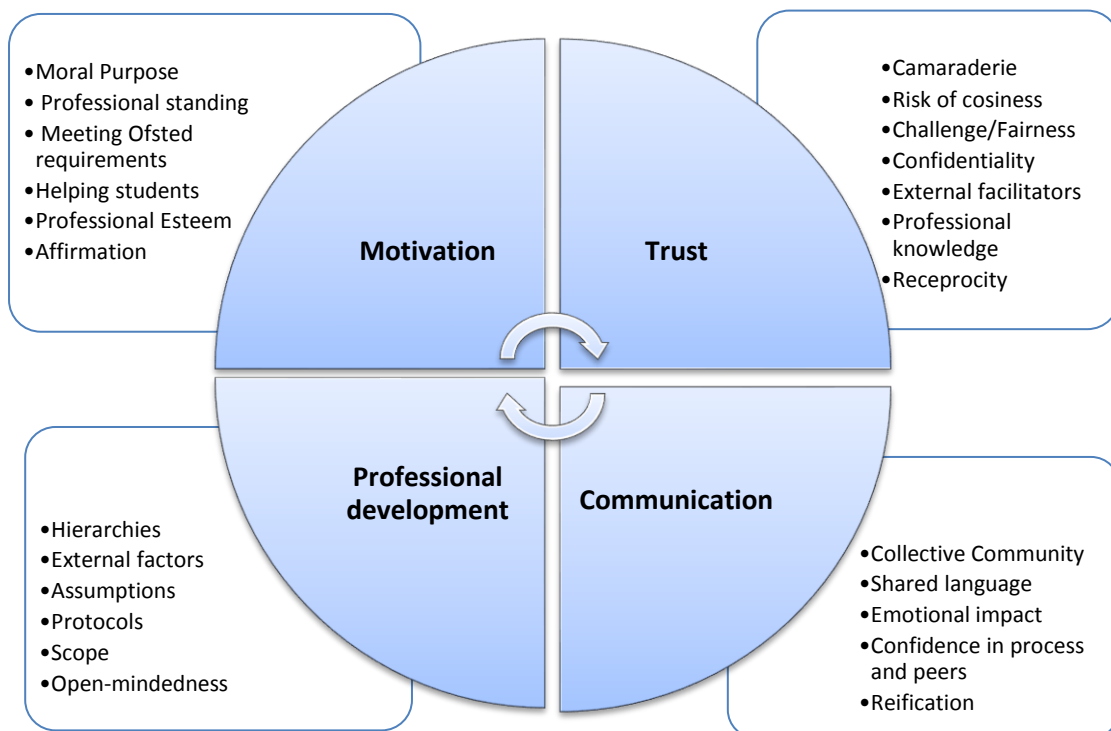 •Moral Purpose
• Professional standing
• Meeting Ofsted
requirements
•Helping students
•Professional Esteem
•Affirmation
•Camaraderie
•Risk of cosiness
•Challenge/Fairness
•Confidentiality
•External facilitators
•Professional
knowledge
•Receprocity
Motivation
Trust
Professional
development
Communication
•Hierarchies
•External factors
•Assumptions
•Protocols
•Scope
•Open-mindedness
•Collective Community
•Shared language
•Emotional impact
•Confidence in process
and peers
•Reification